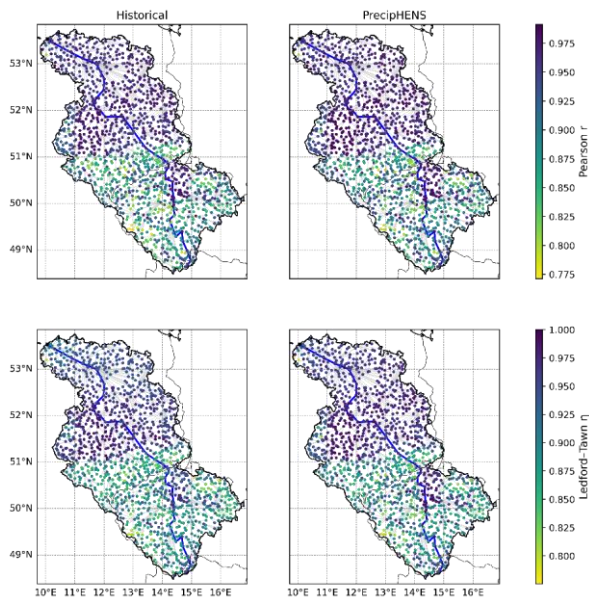 Historical
PrecipHENS
53°N
52°N
51°N
50°N
49°N
0.975
0.950
0.925
0.900
0.875
0.850
0.825
0.800
0.775
Pearson r
53°N
52°N
51°N
50°N
49°N
10°E 11°E 12°E 13°E 14°E 15°E 16°E
10°E 11°E 12°E 13°E 14°E 15°E 16°E
1.000
0.975
0.950
0.925
0.900
0.875
0.850
0.825
0.800
Ledford–Tawn η